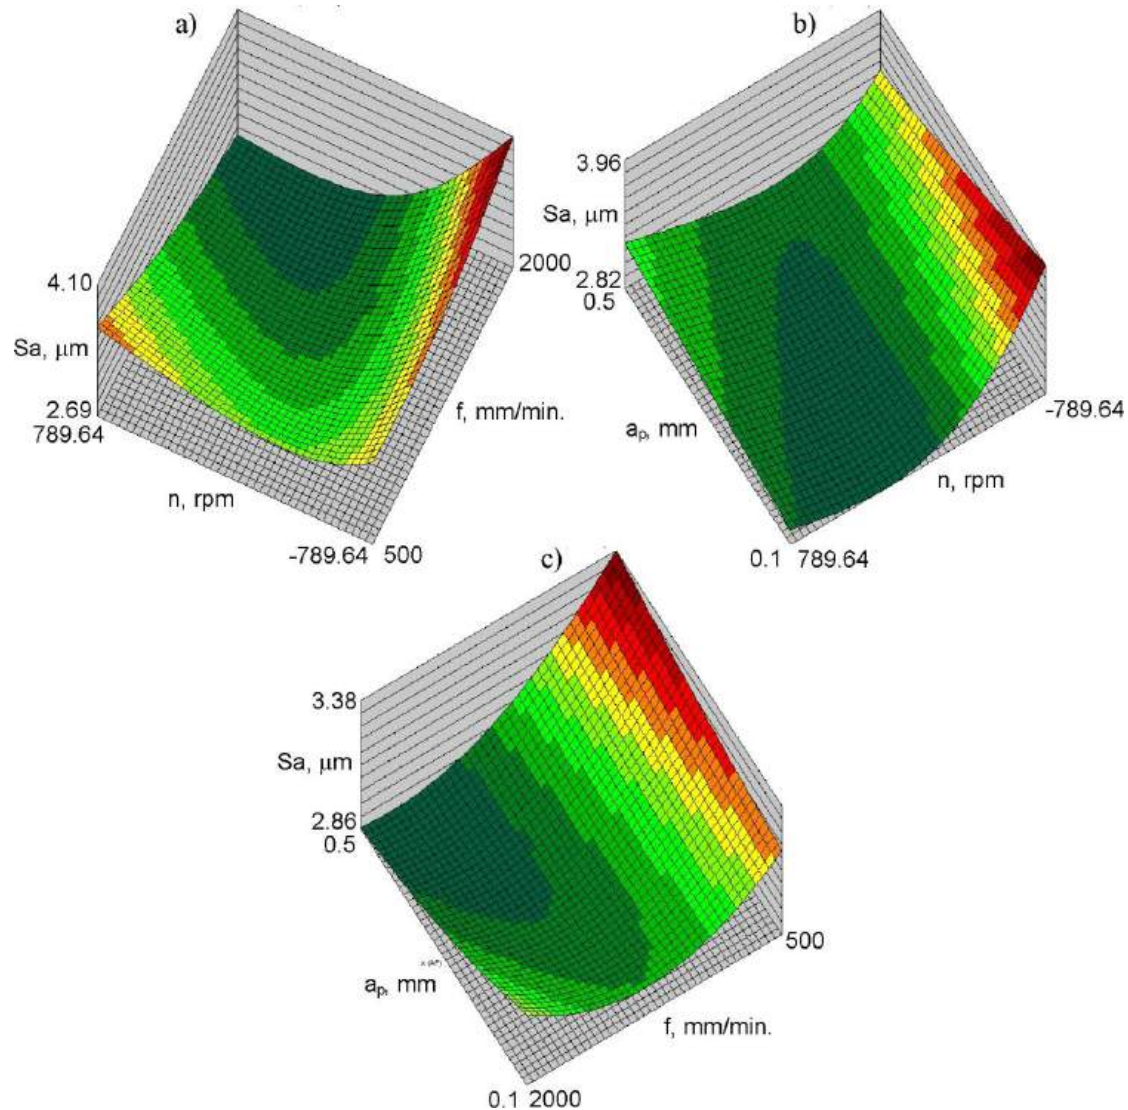 a)
4.10
Sa, μm
2.69
789.64
n, rpm
-789.64 500
f, mm/min.
2000
b)
3.96
Sa, μm
2.82
0.5
aₚ, mm
0.1 789.64
n, rpm
-789.64
c)
3.38
Sa, μm
2.86
0.5
aₚ, mm
0.1 2000
f, mm/min.
500